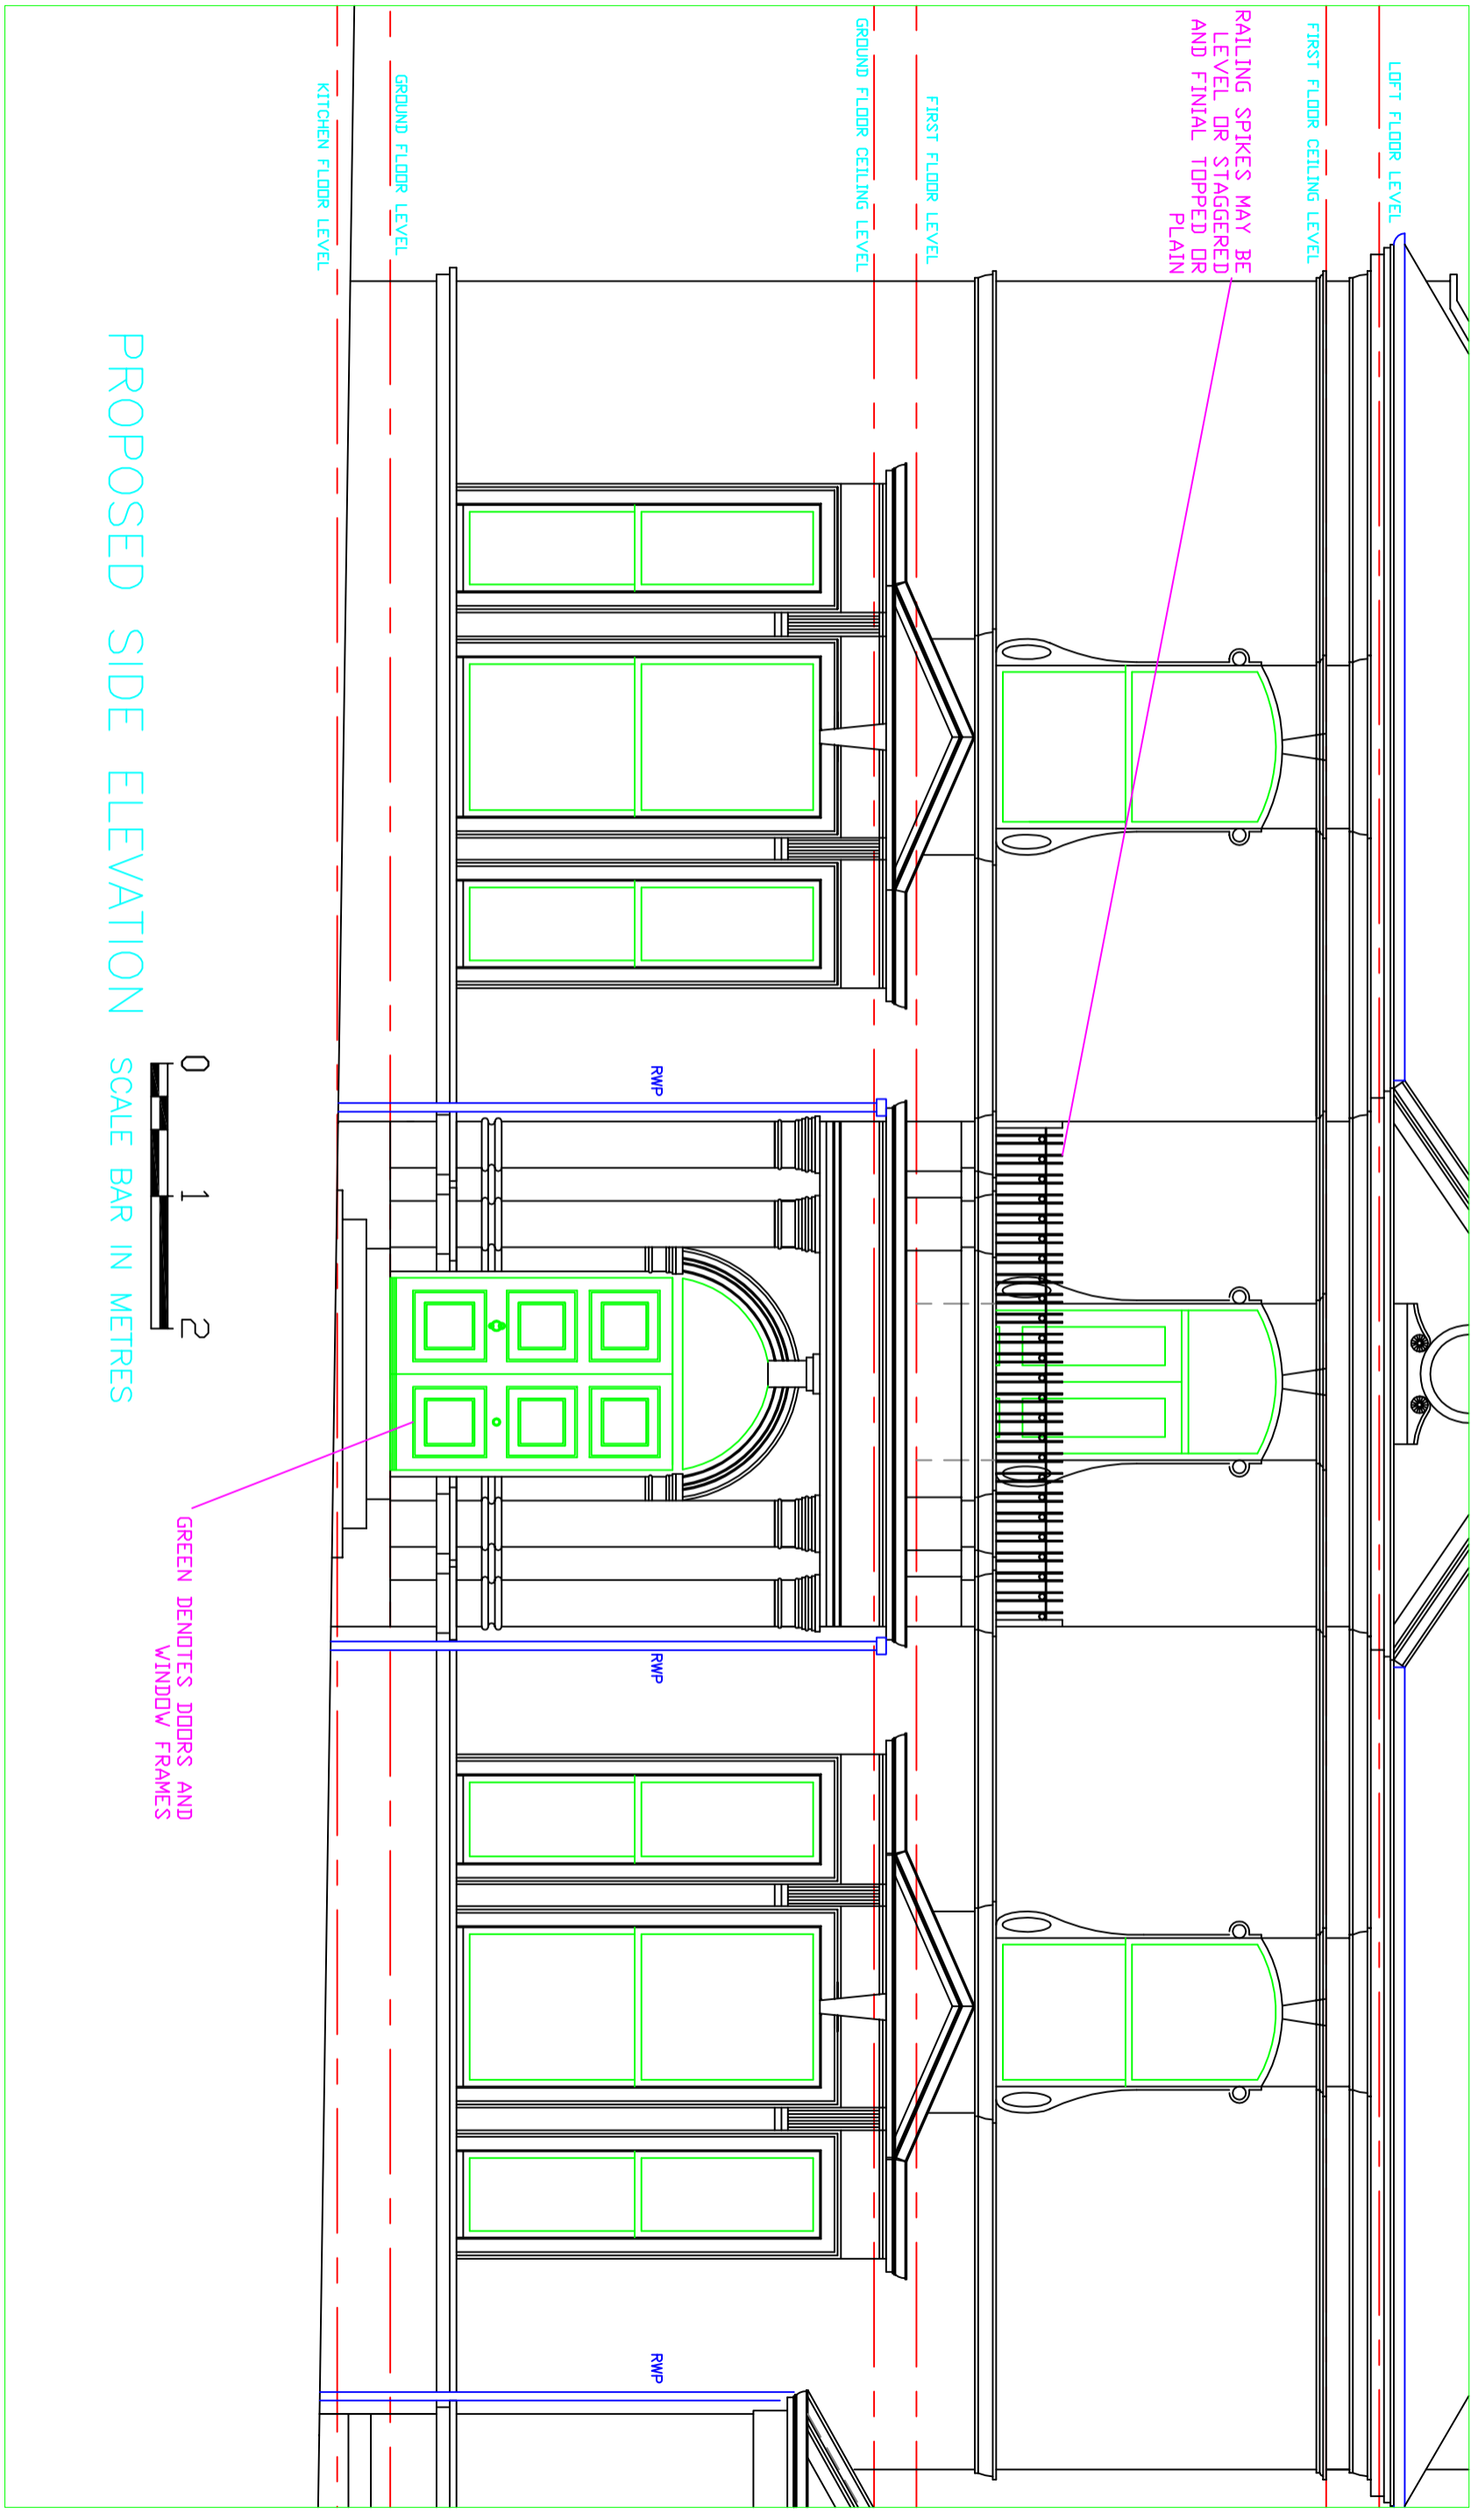 LOFT FLOOR LEVEL
FIRST FLOOR CEILING LEVEL
RAILING SPIKES MAY BE
LEVEL OR STAGGERED
AND FINIAL TOPPED OR
PLAIN
FIRST FLOOR LEVEL
GROUND FLOOR CEILING LEVEL
RWP
RWP
RWP
GROUND FLOOR LEVEL
KITCHEN FLOOR LEVEL
0 1 2
GREEN DENOTES DOORS AND
WINDOW FRAMES
PROPOSED SIDE ELEVATION SCALE BAR IN METRES